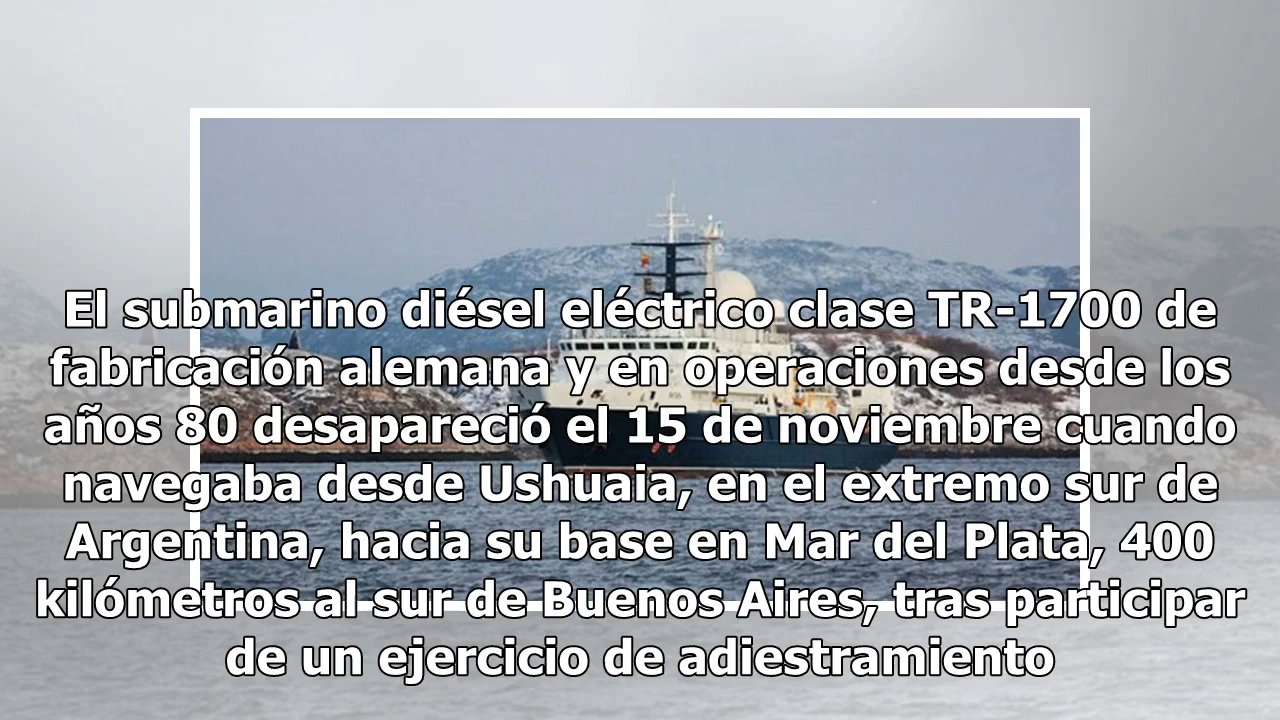 El submarino diésel eléctrico clase TR-1700 de
fabricación alemana y en operaciones desde los
años 80 desapareció el 15 de noviembre cuando
navegaba desde Ushuaia, en el extremo sur de
Argentina, hacia su base en Mar del Plata, 400
kilómetros al sur de Buenos Aires, tras participar
de un ejercicio de adiestramiento